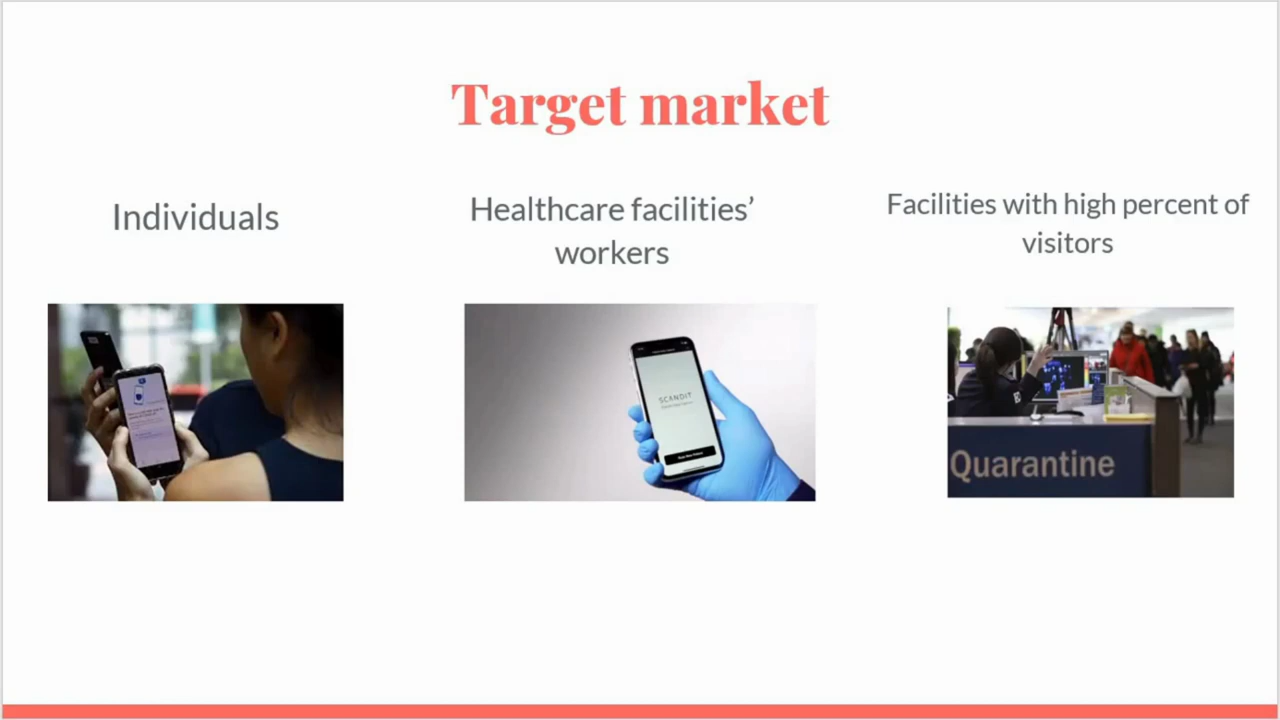 Target market
Individuals
Healthcare facilities’
workers
Facilities with high percent of
visitors
SCANDIT
Quarantine